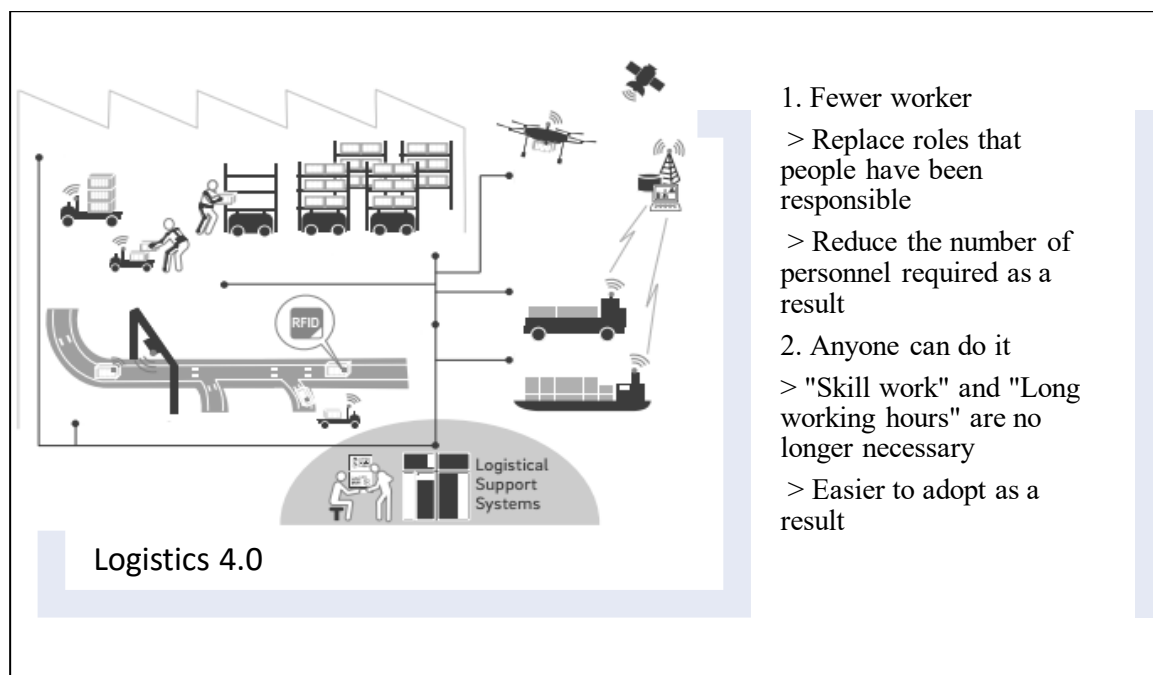 1. Fewer worker
> Replace roles that
people have been
responsible
> Reduce the number of
personnel required as a
result
2. Anyone can do it
> "Skill work" and "Long
working hours" are no
longer necessary
> Easier to adopt as a
result
RFID
Logistical
Support
Systems
Logistics 4.0